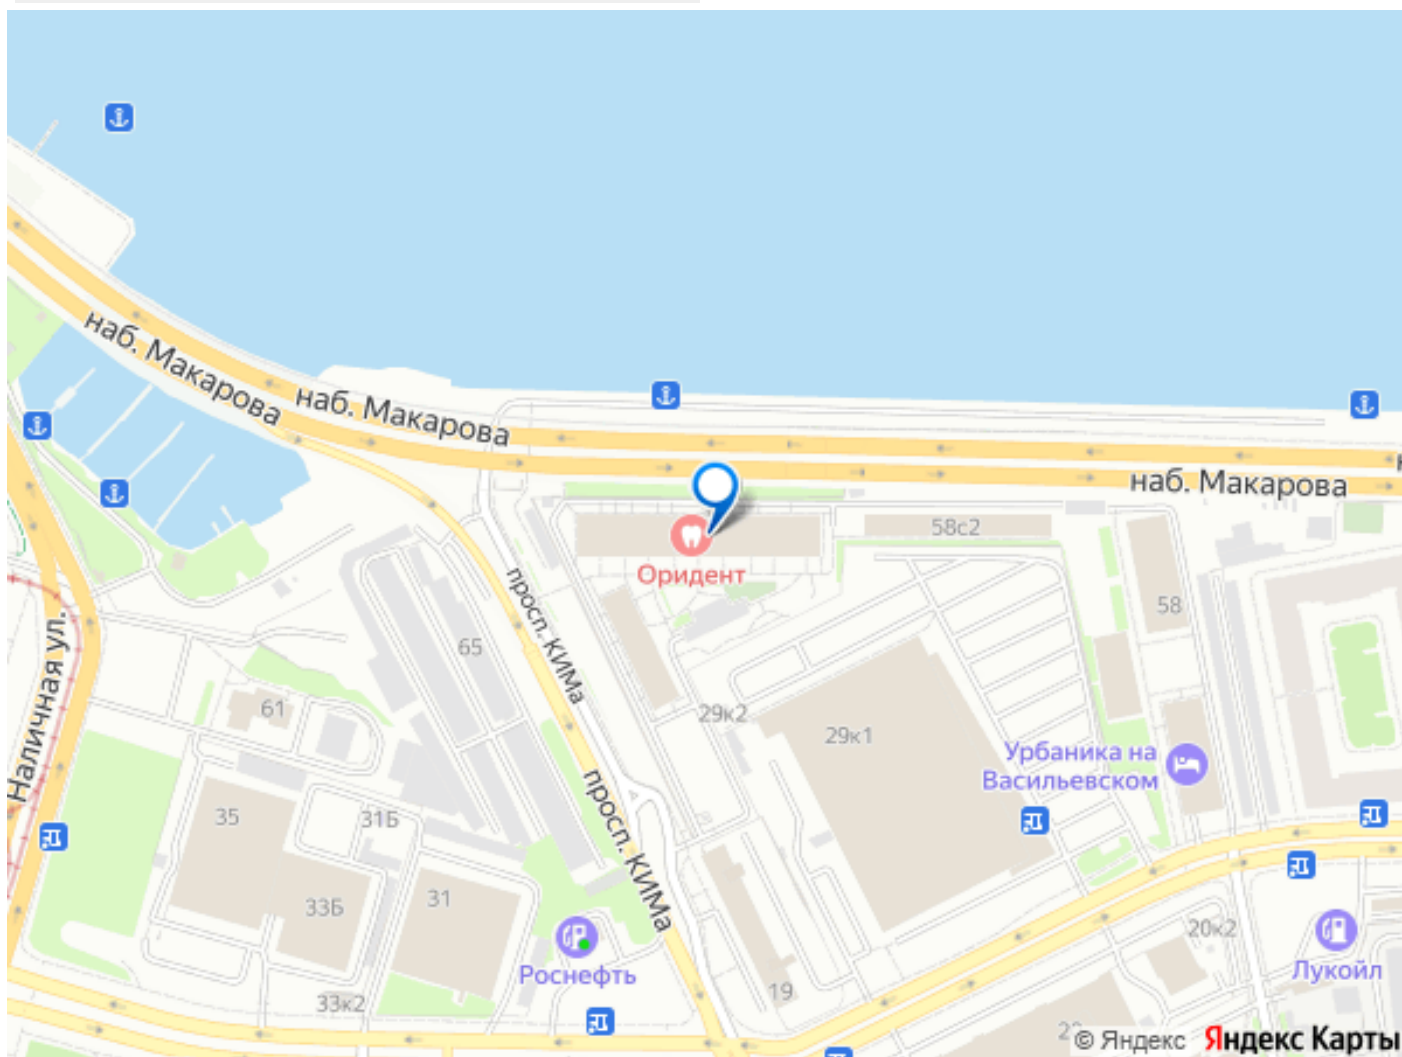 наб. Макарова
наб. Макарова
наб. Макарова
58с2
Оридент
просп. КИМа
58
65
Наличная ул.
61
29к2
29к1
Урбаника на
Васильевском
просп. КИМа
35
31Б
31
33Б
20к2
Роснефть
Лукойл
33к2
19
© Яндекс Яндекс Карты